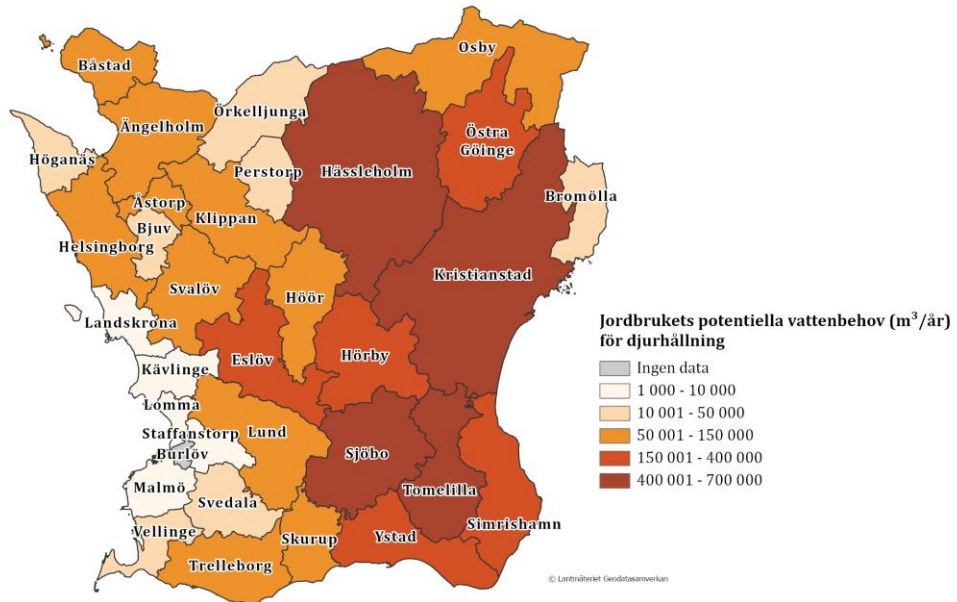 Osby
Båstad
Örkelljunga
Ängelholm
Östra
Göinge
Höganäs
Perstorp
Hässleholm
Bromölla
Åstorp
Klippan
Bjuv
Helsingborg
Kristianstad
Svalöv
Höör
Landskrona
Jordbrukets potentiella vattenbehov (m³/år)
för djurhållning
Ingen data
1 000 - 10 000
10 001 - 50 000
50 001 - 150 000
150 001 - 400 000
400 001 - 700 000
Eslöv
Hörby
Kävlinge
Lomma
Staffanstorp
Lund
Burlöv
Sjöbo
Malmö
Tomelilla
Svedala
Simrishamn
Vellinge
Skurup
Ystad
Trelleborg
© Lantmäteriet Geodatasamverkan